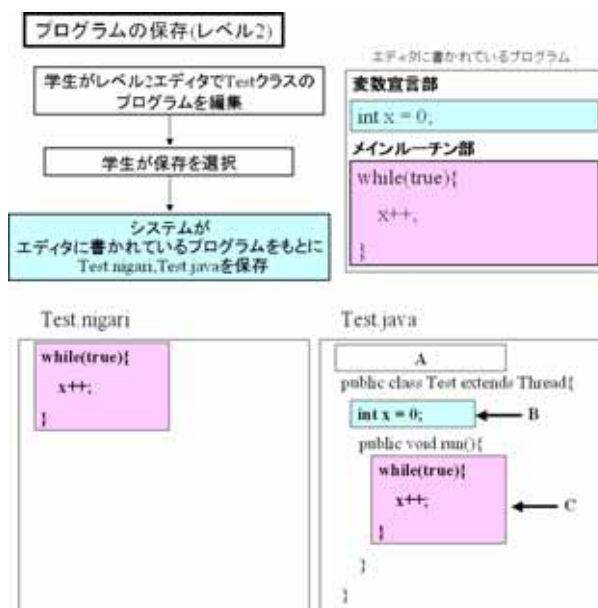 プログラムの保存(レベル2)
学生がレベル2エディタでTestクラスの
プログラムを編集
学生が保存を選択
システムが
エディタに書かれているプログラムをもとに
Test.nigari,Test.javaを保存
エディタに書かれているプログラム
変数宣言部
int x = 0;
メインルーチン部
while(true){
x++;
}
Test.nigari
while(true){
x++;
}
Test.java
A
public class Test extends Thread{
int x = 0;
B
public void run(){
while(true){
x++;
C
}
}
}